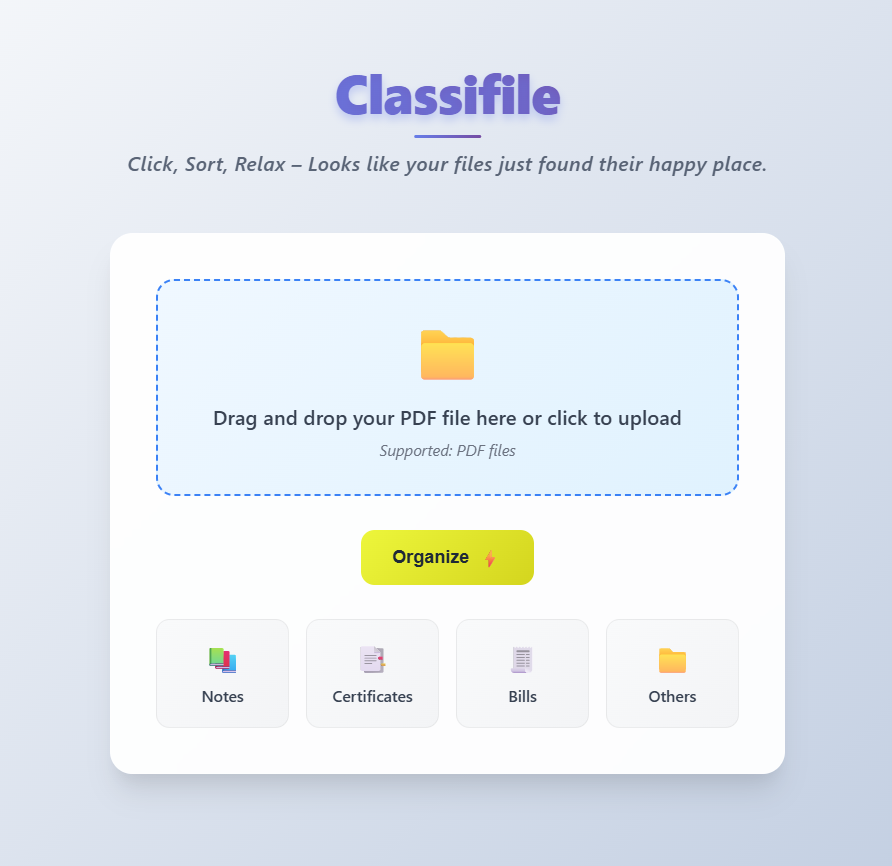 Classifile
Click, Sort, Relax – Looks like your files just found their happy place.
Drag and drop your PDF file here or click to upload
Supported: PDF files
Organize
Notes
Certificates
Bills
Others